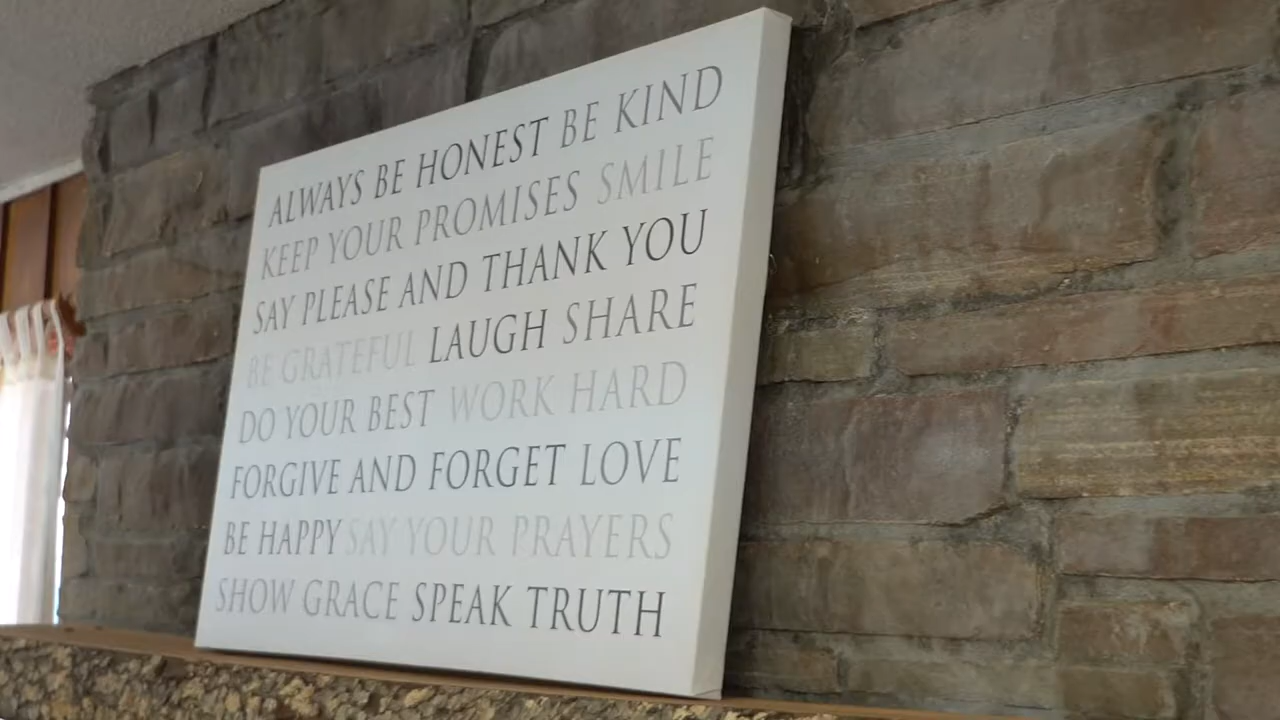 ALWAYS BE HONEST BE KIND
KEEP YOUR PROMISES SMILE
SAY PLEASE AND THANK YOU
BE GRATEFUL LAUGH SHARE
DO YOUR BEST WORK HARD
FORGIVE AND FORGET LOVE
BE HAPPY SAY YOUR PRAYERS
SHOW GRACE SPEAK TRUTH